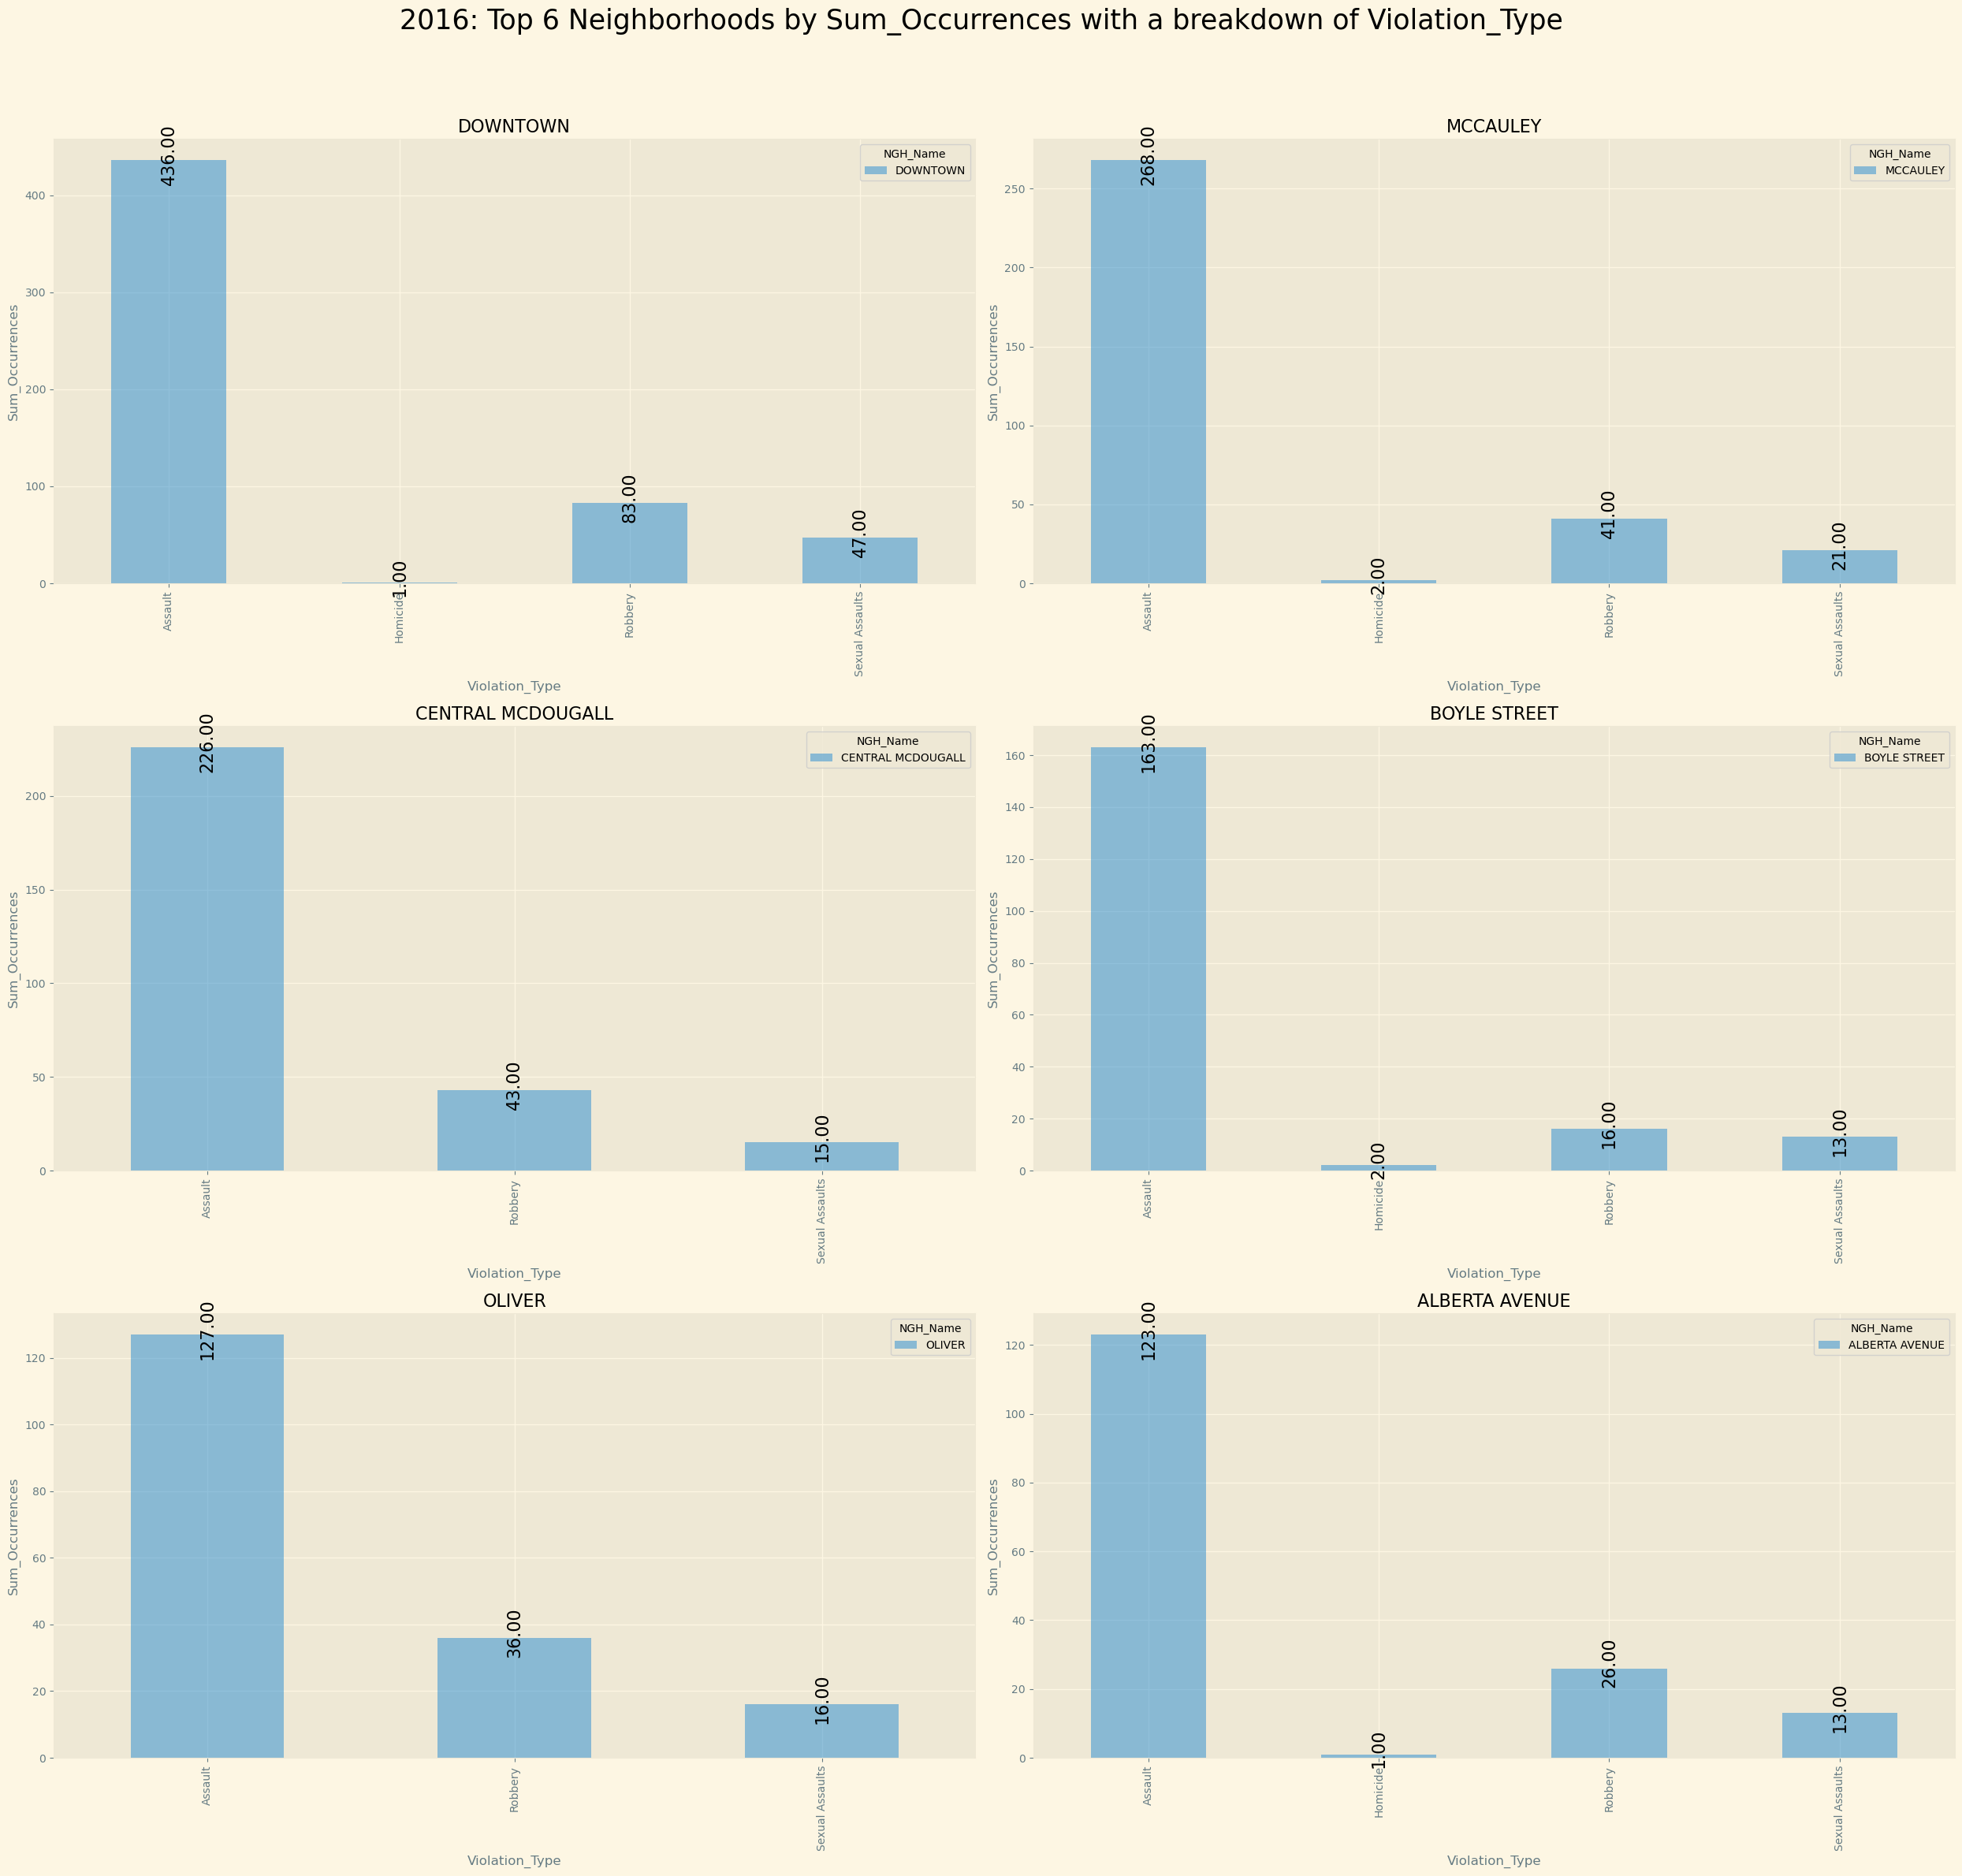 2016: Top 6 Neighborhoods by Sum_Occurrences with a breakdown of Violation_Type
DOWNTOWN
NGH_Name
DOWNTOWN
Sum_Occurrences
400
300
200
100
0
436.00
1.00
83.00
47.00
Assault
Homicide
Robbery
Sexual Assaults
Violation_Type
MCCAULEY
NGH_Name
MCCAULEY
Sum_Occurrences
250
200
150
100
50
0
268.00
2.00
41.00
21.00
Assault
Homicide
Robbery
Sexual Assaults
Violation_Type
CENTRAL MCDOUGALL
NGH_Name
CENTRAL MCDOUGALL
Sum_Occurrences
200
150
100
50
0
226.00
43.00
15.00
Assault
Robbery
Sexual Assaults
Violation_Type
BOYLE STREET
NGH_Name
BOYLE STREET
Sum_Occurrences
160
140
120
100
80
60
40
20
0
163.00
2.00
16.00
13.00
Assault
Homicide
Robbery
Sexual Assaults
Violation_Type
OLIVER
NGH_Name
OLIVER
Sum_Occurrences
120
100
80
60
40
20
0
127.00
36.00
16.00
Assault
Robbery
Sexual Assaults
Violation_Type
ALBERTA AVENUE
NGH_Name
ALBERTA AVENUE
Sum_Occurrences
120
100
80
60
40
20
0
123.00
1.00
26.00
13.00
Assault
Homicide
Robbery
Sexual Assaults
Violation_Type